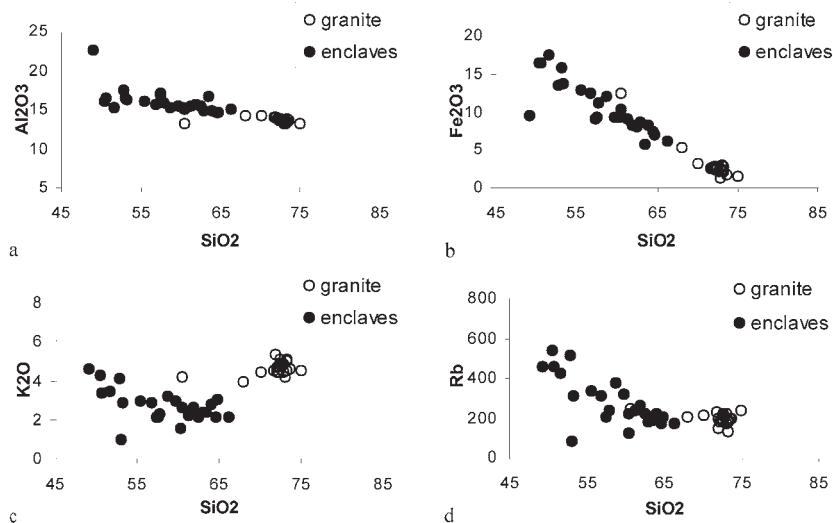 granite
enclaves
25
20
15
10
5
Al2O3
45 55 65 75 85
SiO2
a
granite
enclaves
20
15
10
5
0
Fe2O3
45 55 65 75 85
SiO2
b
granite
enclaves
8
6
4
2
0
K2O
45 55 65 75 85
SiO2
c
granite
enclaves
800
600
400
200
0
Rb
45 55 65 75 85
SiO2
d